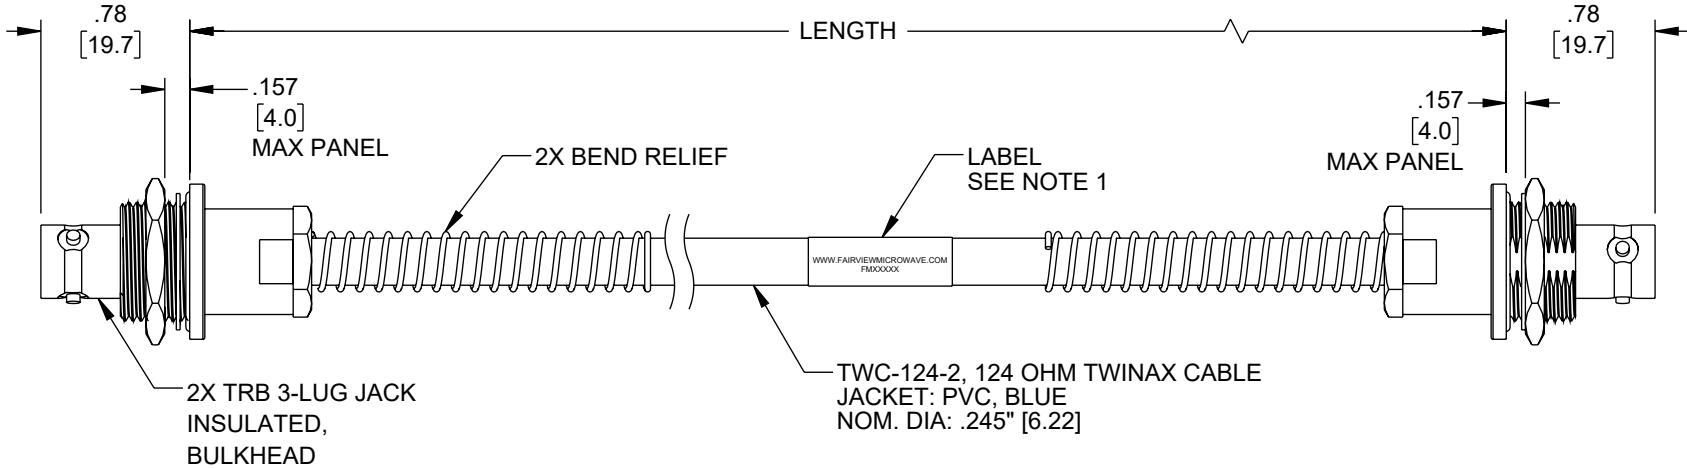 .78
[19.7]
LENGTH
.78
[19.7]
.157
[4.0]
MAX PANEL
.157
[4.0]
MAX PANEL
2X BEND RELIEF
LABEL
SEE NOTE 1
WWW.FAIRVIEWMICROWAVE.COM
FMXXXXX
2X TRB 3-LUG JACK
INSULATED,
BULKHEAD
TWC-124-2, 124 OHM TWINAX CABLE
JACKET: PVC, BLUE
NOM. DIA: .245" [6.22]